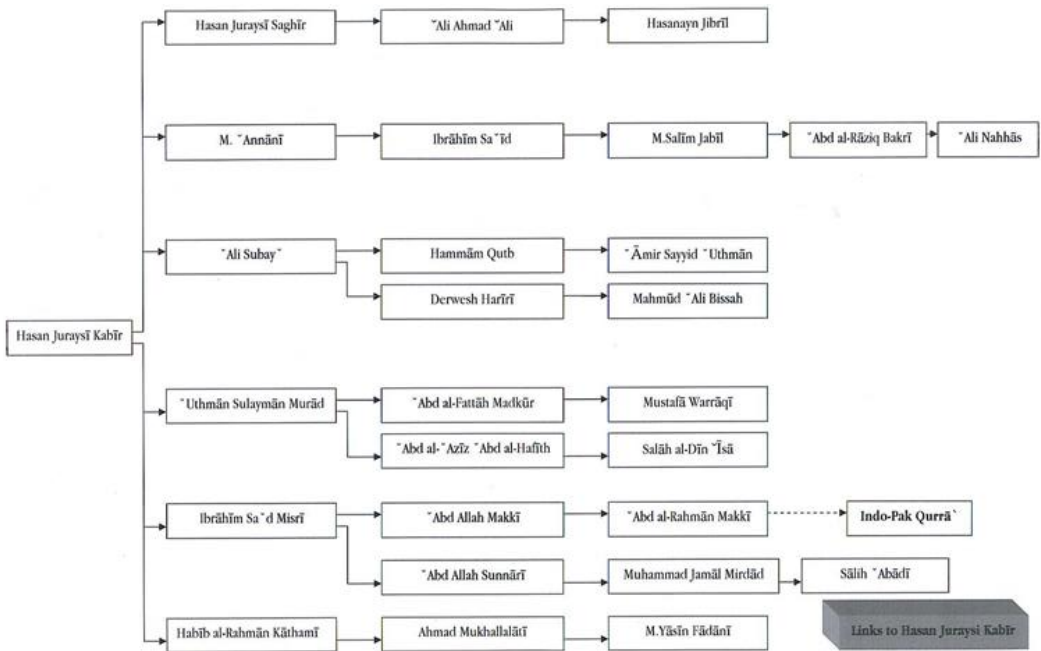 Hasan Juraysī Saghīr
ˇAli Ahmad ˇAli
Hasanayn Jibrīl
M. ˇAnnānī
Ibrāhīm Saˇīd
M.Salīm Jabīl
ˇAbd al-Rāziq Bakrī
ˇAli Nahhās
ˇAli Subayˇ
Hammām Qutb
ˇĀmir Sayyid ˇUthmān
Derwesh Harīrī
Mahmūd ˇAli Bissah
Hasan Juraysī Kabīr
ˇUthmān Sulaymān Murād
ˇAbd al-Fattāh Madkūr
Mustafā Warrāqī
ˇAbd al-ˇAzīz ˇAbd al-Hafīth
Salāh al-Dīn ˇĪsā
Ibrāhīm Saˇd Misrī
ˇAbd Allah Makkī
ˇAbd al-Rahmān Makkī
Indo-Pak Qurrā`
ˇAbd Allah Sunnārī
Muhammad Jamāl Mirdād
Sālih ˇAbādī
Habīb al-Rahmān Kāthamī
Ahmad Mukhallalātī
M.Yāsīn Fādānī
Links to Hasan Juraysi Kabīr